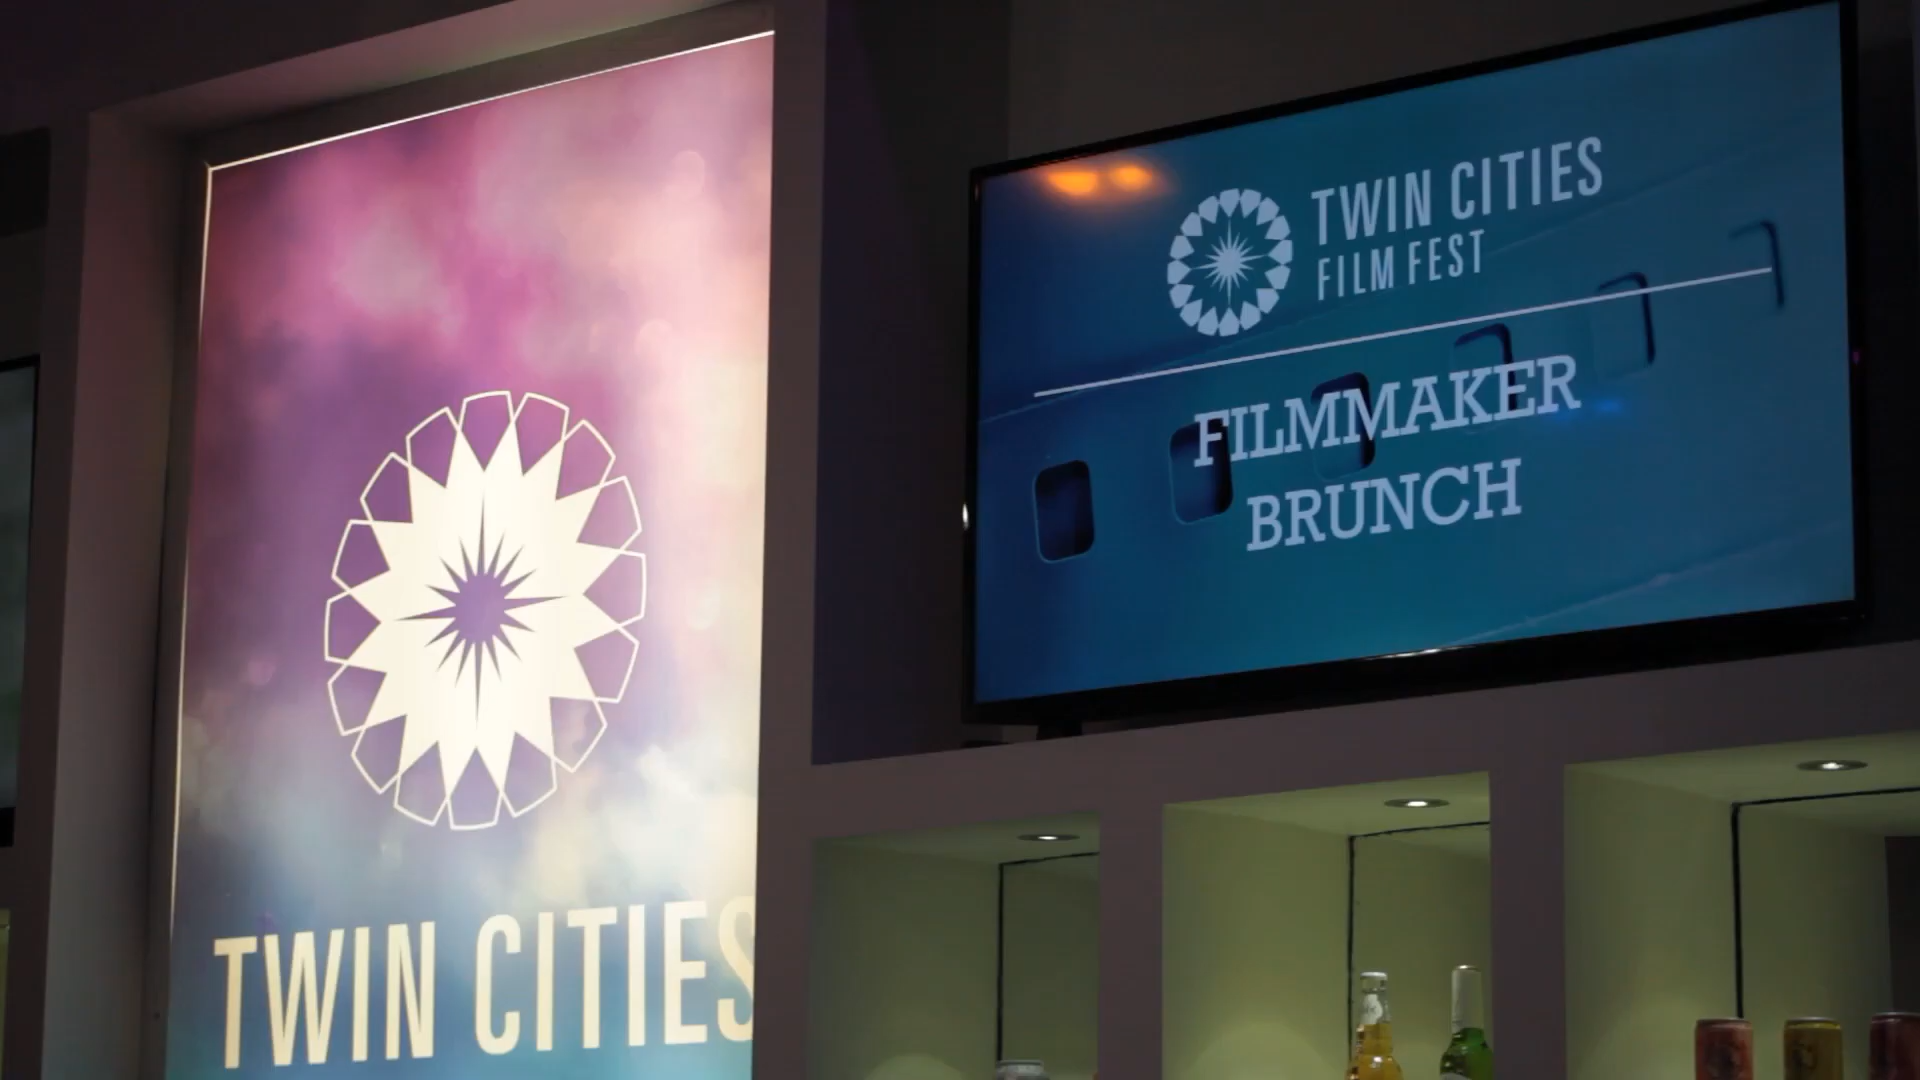 TWIN CITIES
TWIN CITIES
FILM FEST
FILMMAKER
BRUNCH